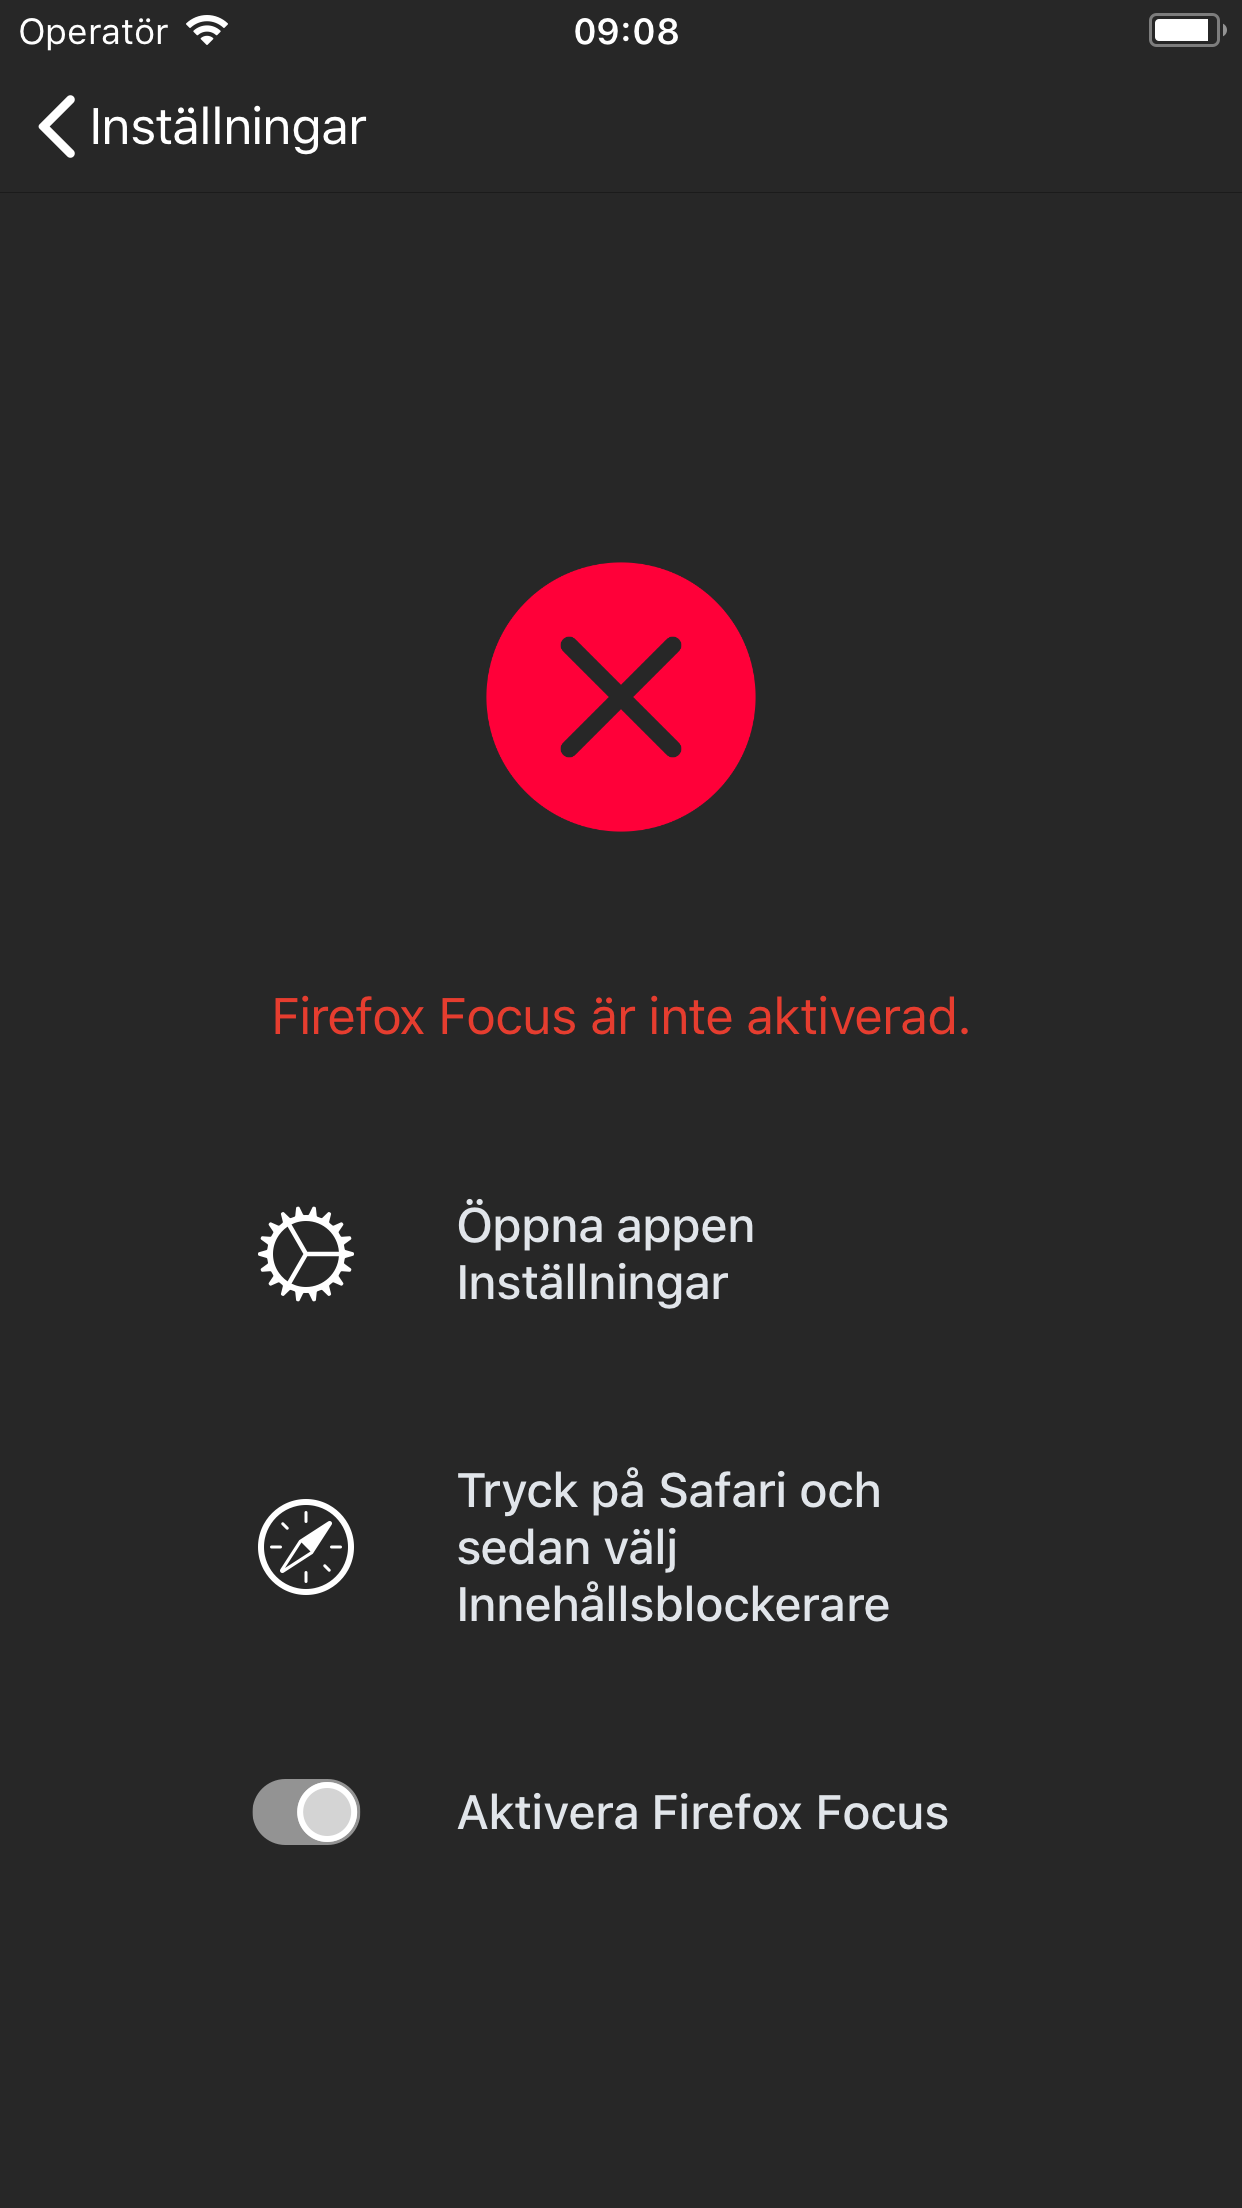 Operatör
09:08
Inställningar
Firefox Focus är inte aktiverad.
Öppna appen
Inställningar
Tryck på Safari och
sedan välj
Innehållsblockerare
Aktivera Firefox Focus